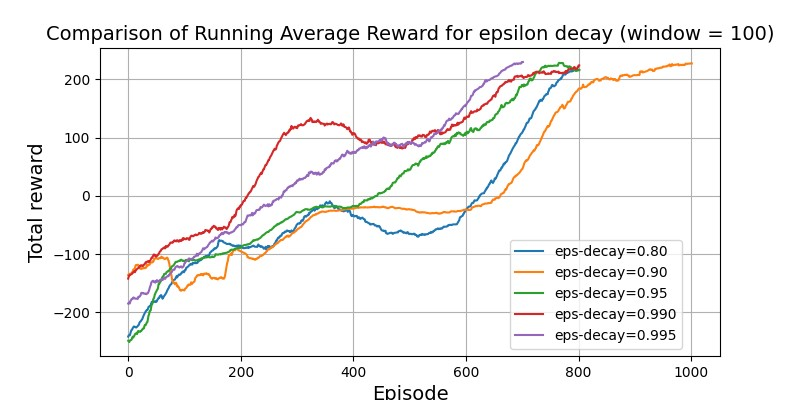 Comparison of Running Average Reward for epsilon decay (window = 100)
Total reward
200
100
0
−100
−200
0 200 400 600 800 1000
Episode
eps-decay=0.80
eps-decay=0.90
eps-decay=0.95
eps-decay=0.990
eps-decay=0.995